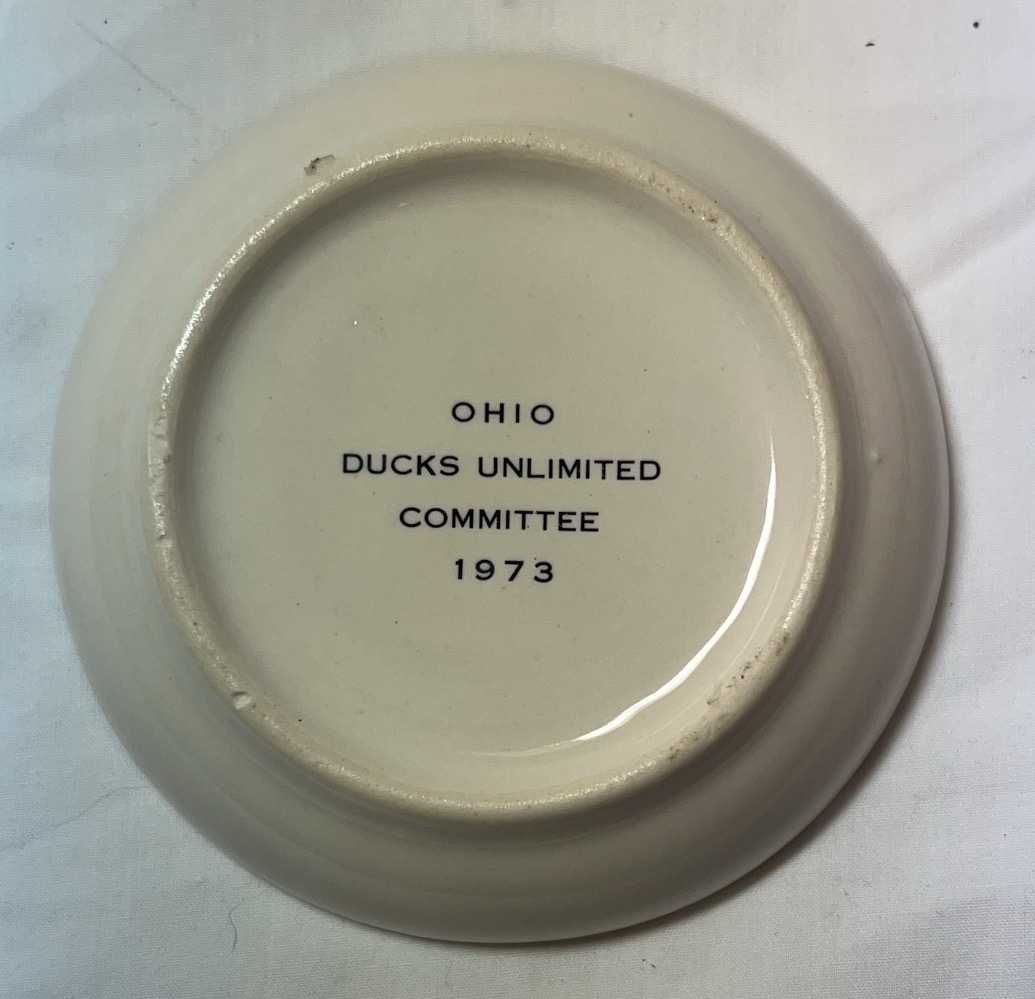 OHIO
DUCKS UNLIMITED
COMMITTEE
1973